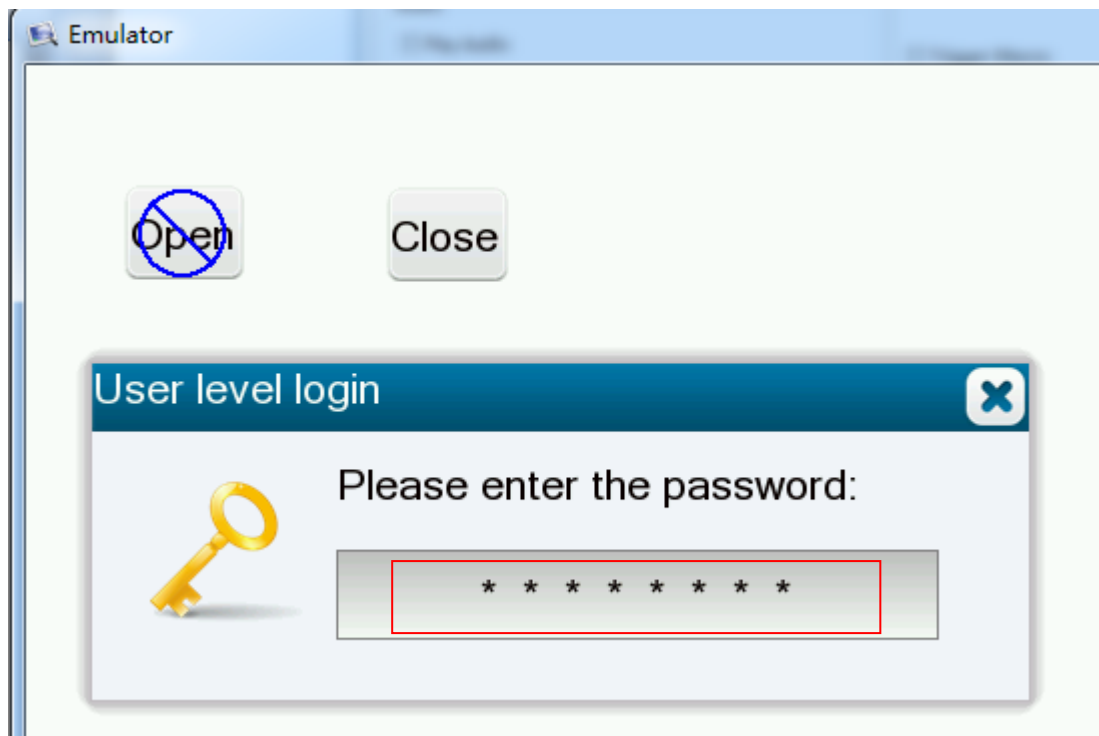 Emulator
Open
Close
User level login
Please enter the password:
* * * * * * * *